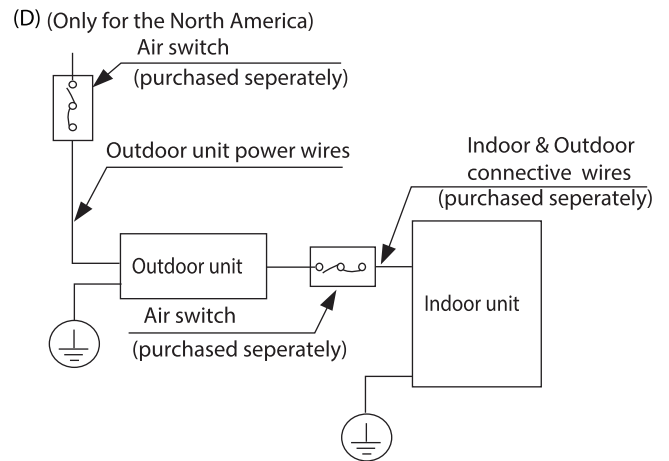 (D) (Only for the North America)
Air switch
(purchased seperately)
Outdoor unit power wires
Indoor & Outdoor
connective wires
(purchased seperately)
Outdoor unit
Indoor unit
Air switch
(purchased seperately)